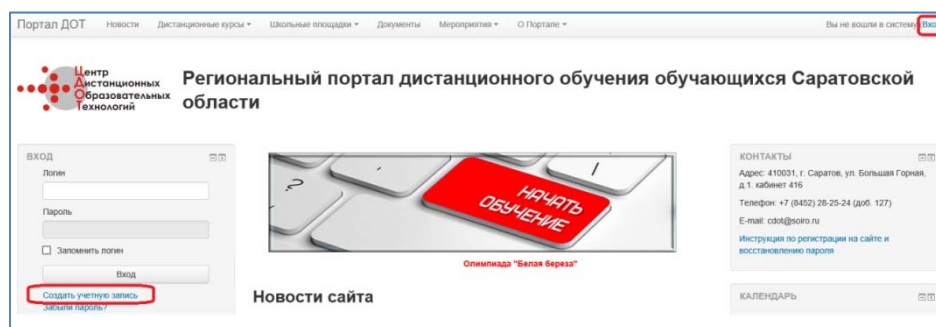 Портал ДОТ Новости Дистанционные курсы Школьные площадки Документы Мероприятия О Портале Вы не вошли в систему (Вхо
Центр
Дистанционных
Образовательных
Технологий
Региональный портал дистанционного обучения обучающихся Саратовской
области
ВХОД
Логин
Пароль
Запомнить логин
Вход
Создать учетную запись
Забыли пароль?
?
/
НАЧАТЬ
ОБУЧЕНИЕ
Олимпиада "Белая береза"
Новости сайта
КОНТАКТЫ
Адрес: 410031, г. Саратов, ул. Большая Горная,
д.1. кабинет 416
Телефон: +7 (8452) 28-25-24 (доб. 127)
E-mail: cdot@soiro.ru
Инструкция по регистрации на сайте и
восстановлению пароля
КАЛЕНДАРЬ